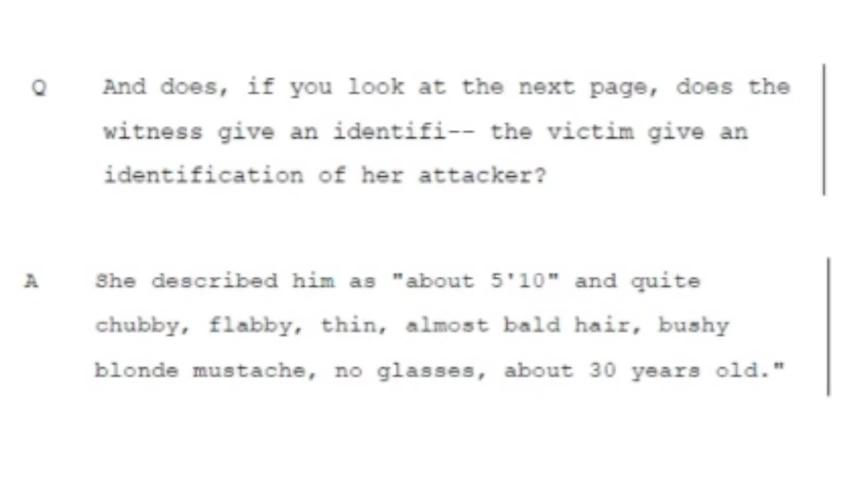 Q And does, if you look at the next page, does the
witness give an identifi-- the victim give an
identification of her attacker?
A She described him as "about 5'10" and quite
chubby, flabby, thin, almost bald hair, bushy
blonde mustache, no glasses, about 30 years old."